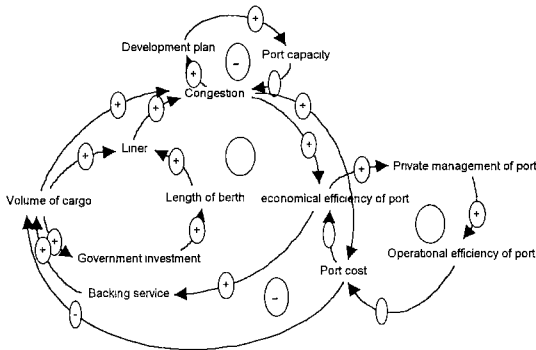 +
Development plan
Port capacity
-
+
Congestion
+
+
+
+
Liner
+
+
+
Private management of port
Volume of cargo
Length of berth
economical efficiency of port
+
+
+
+
Government investment
Operational efficiency of port
Port cost
Backing service
+
-
-